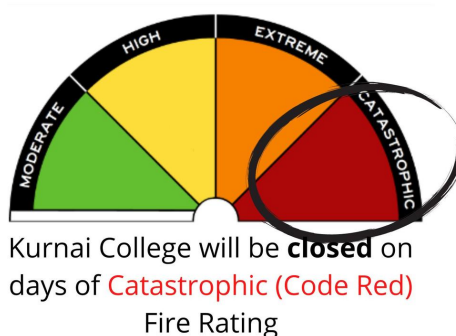 MODERATE
HIGH
EXTREME
CATASTROPHIC
Kurnai College will be closed on
days of Catastrophic (Code Red)
Fire Rating